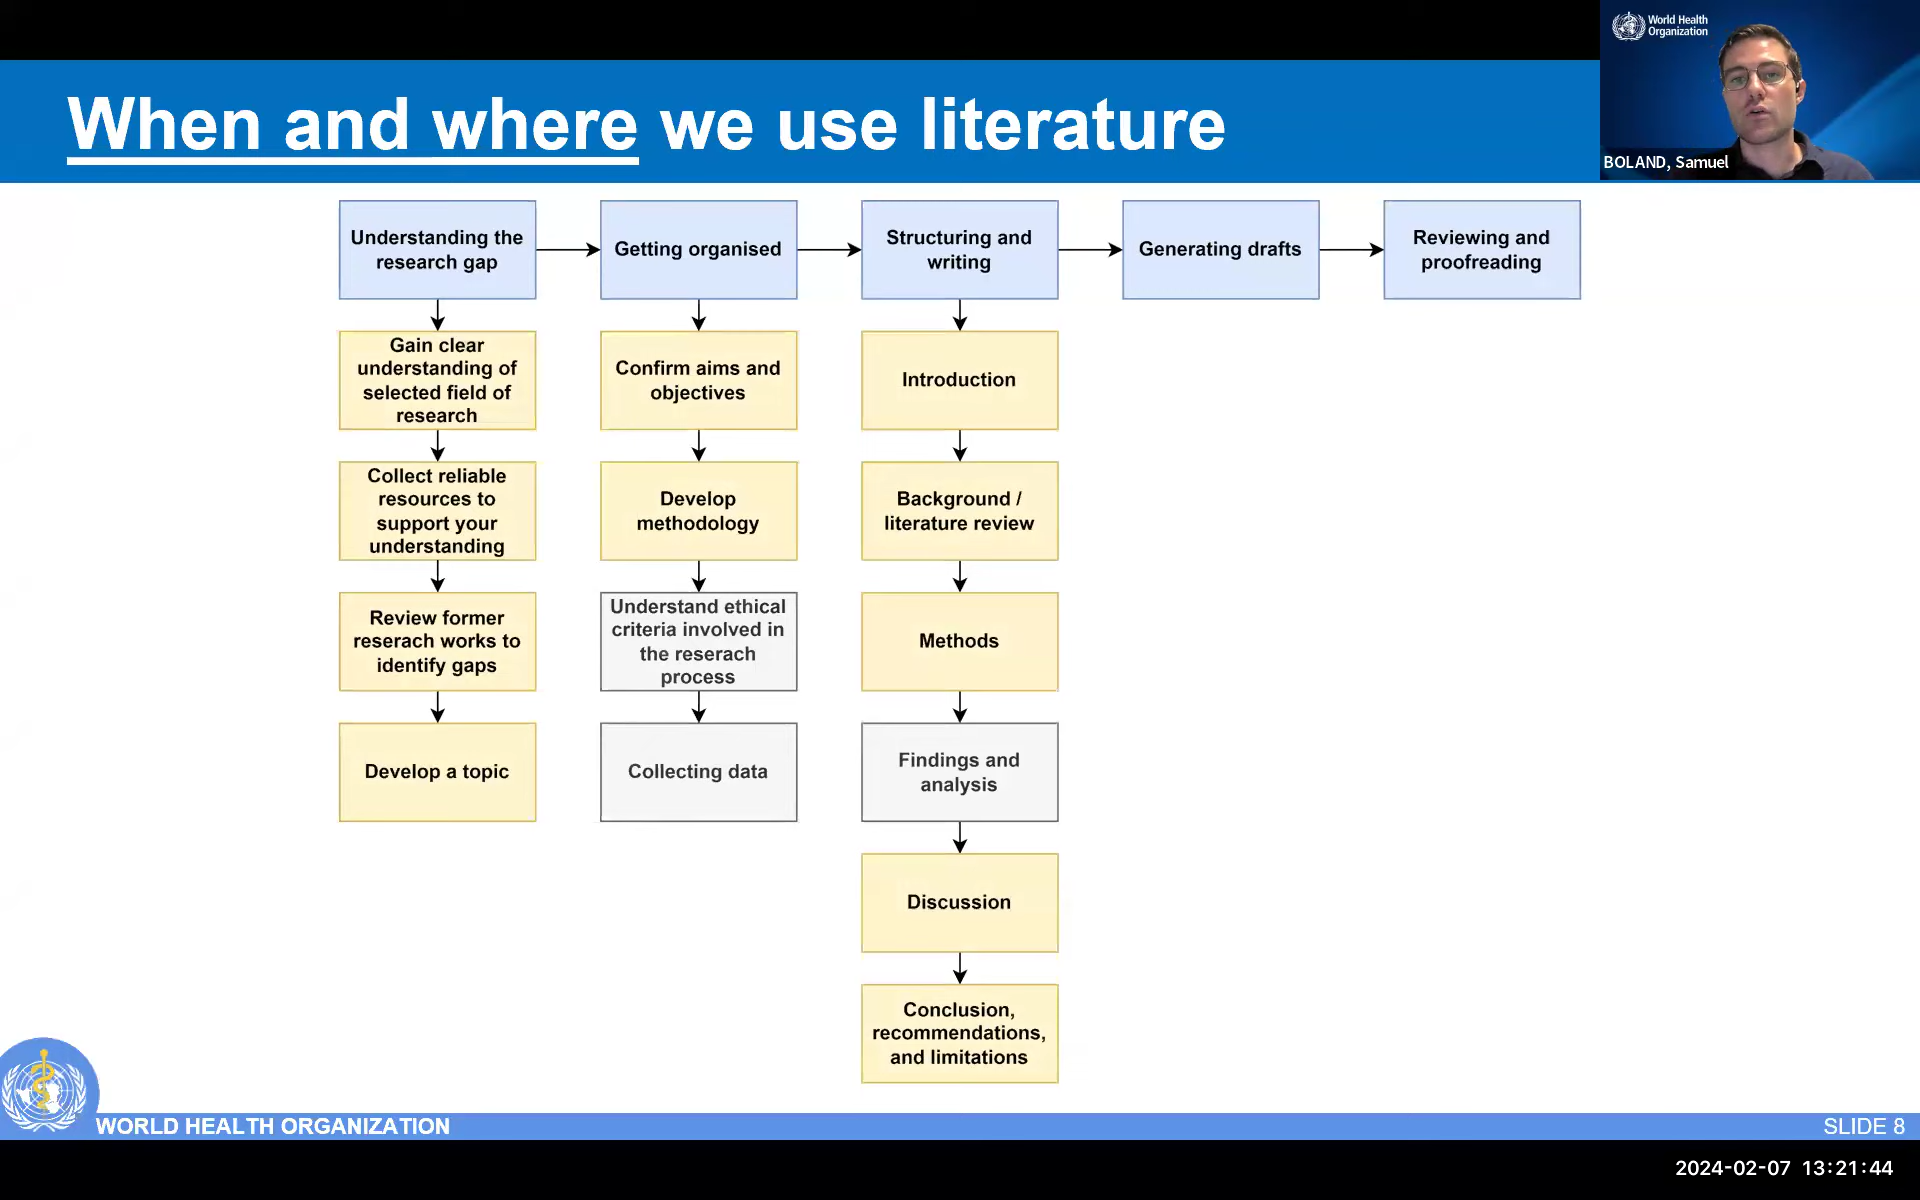 World Health
Organization
BOLAND, Samuel
When and where we use literature
Understanding the
research gap
Getting organised
Structuring and
writing
Generating drafts
Reviewing and
proofreading
Gain clear
understanding of
selected field of
research
Collect reliable
resources to
support your
understanding
Review former
reserach works to
identify gaps
Develop a topic
Confirm aims and
objectives
Develop
methodology
Understand ethical
criteria involved in
the reserach
process
Collecting data
Introduction
Background /
literature review
Methods
Findings and
analysis
Discussion
Conclusion,
recommendations,
and limitations
WORLD HEALTH ORGANIZATION
SLIDE 8
2024-02-07 13:21:44